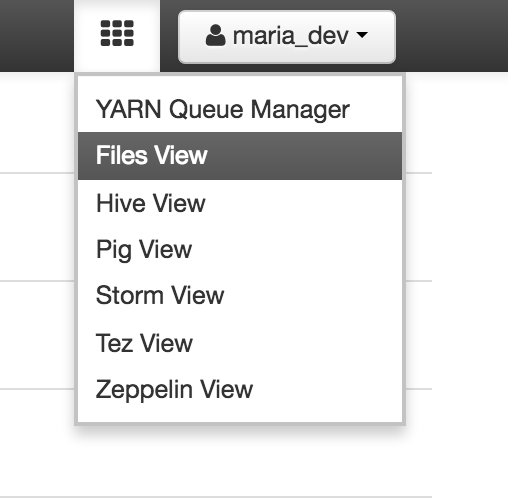 maria_dev
YARN Queue Manager
Files View
Hive View
Pig View
Storm View
Tez View
Zeppelin View